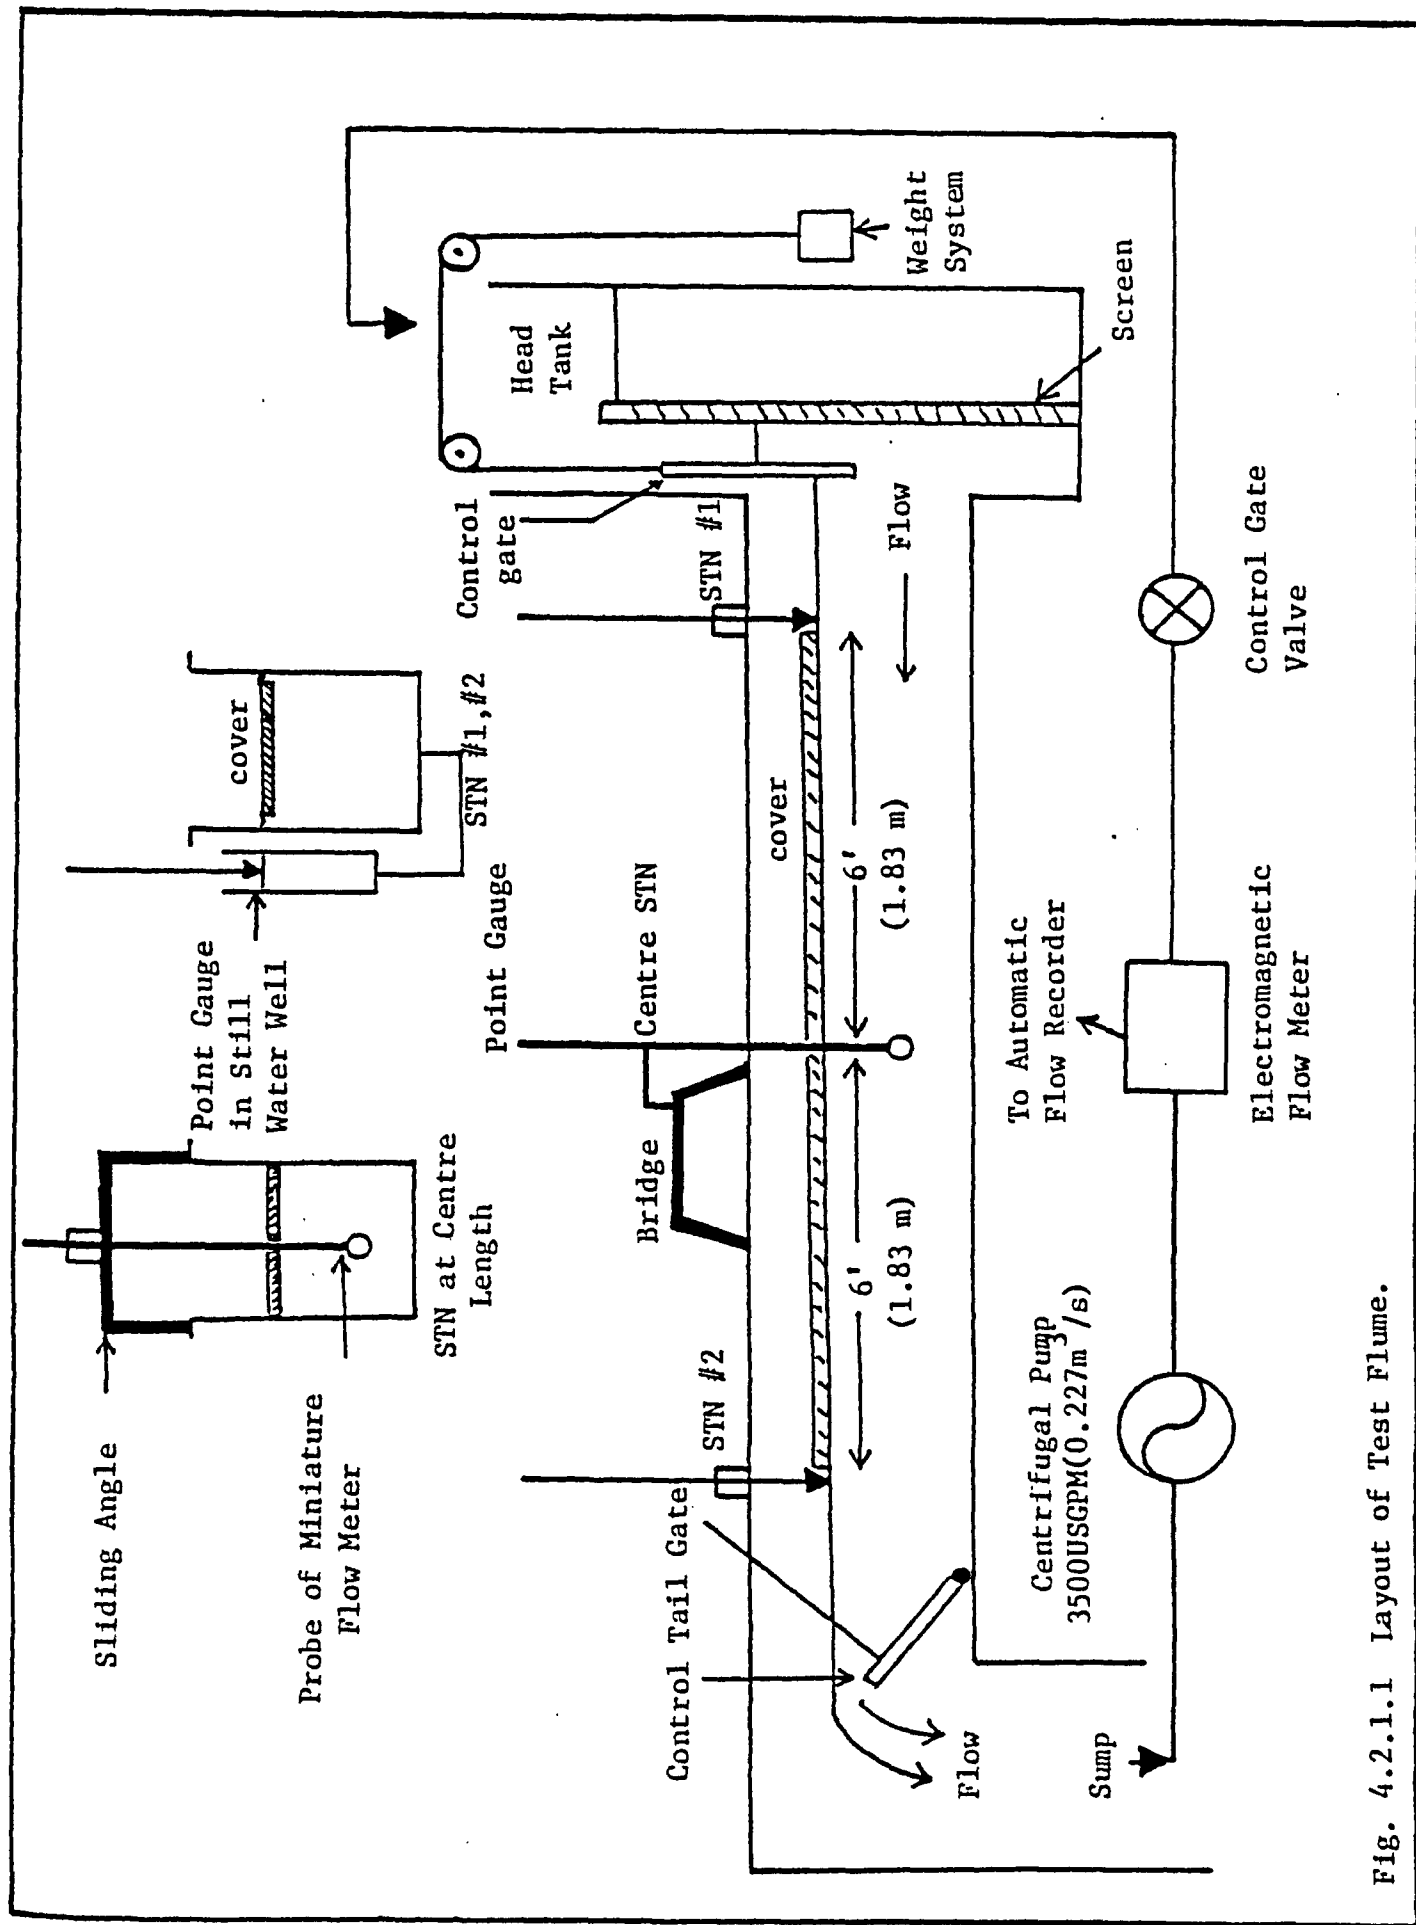 Sliding Angle
Probe of Miniature
Flow Meter
STN at Centre
Length
Point Gauge
in Still
Water Well
cover
STN #1,#2
Point Gauge
Control
gate
Head
Tank
Weight
System
Centre STN
Bridge
STN #2
STN #1
Control Tail Gate
cover
6'
(1.83 m)
6'
(1.83 m)
Flow
Screen
Flow
To Automatic
Flow Recorder
Centrifugal Pump
3500USGPM(0.227m³/s)
Sump
Electromagnetic
Flow Meter
Control Gate
Valve
Fig. 4.2.1.1 Layout of Test Flume.